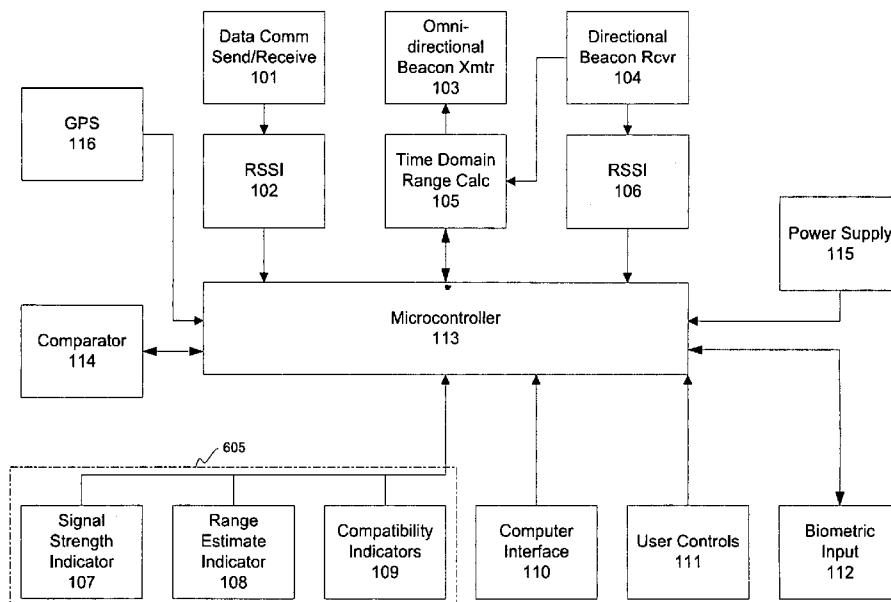 Data Comm
Send/Receive
101
Omni-
directional
Beacon Xmtr
103
Directional
Beacon Rcvr
104
GPS
116
RSSI
102
Time Domain
Range Calc
105
RSSI
106
Power Supply
115
Microcontroller
113
Comparator
114
605
Signal
Strength
Indicator
107
Range
Estimate
Indicator
108
Compatibility
Indicators
109
Computer
Interface
110
User Controls
111
Biometric
Input
112